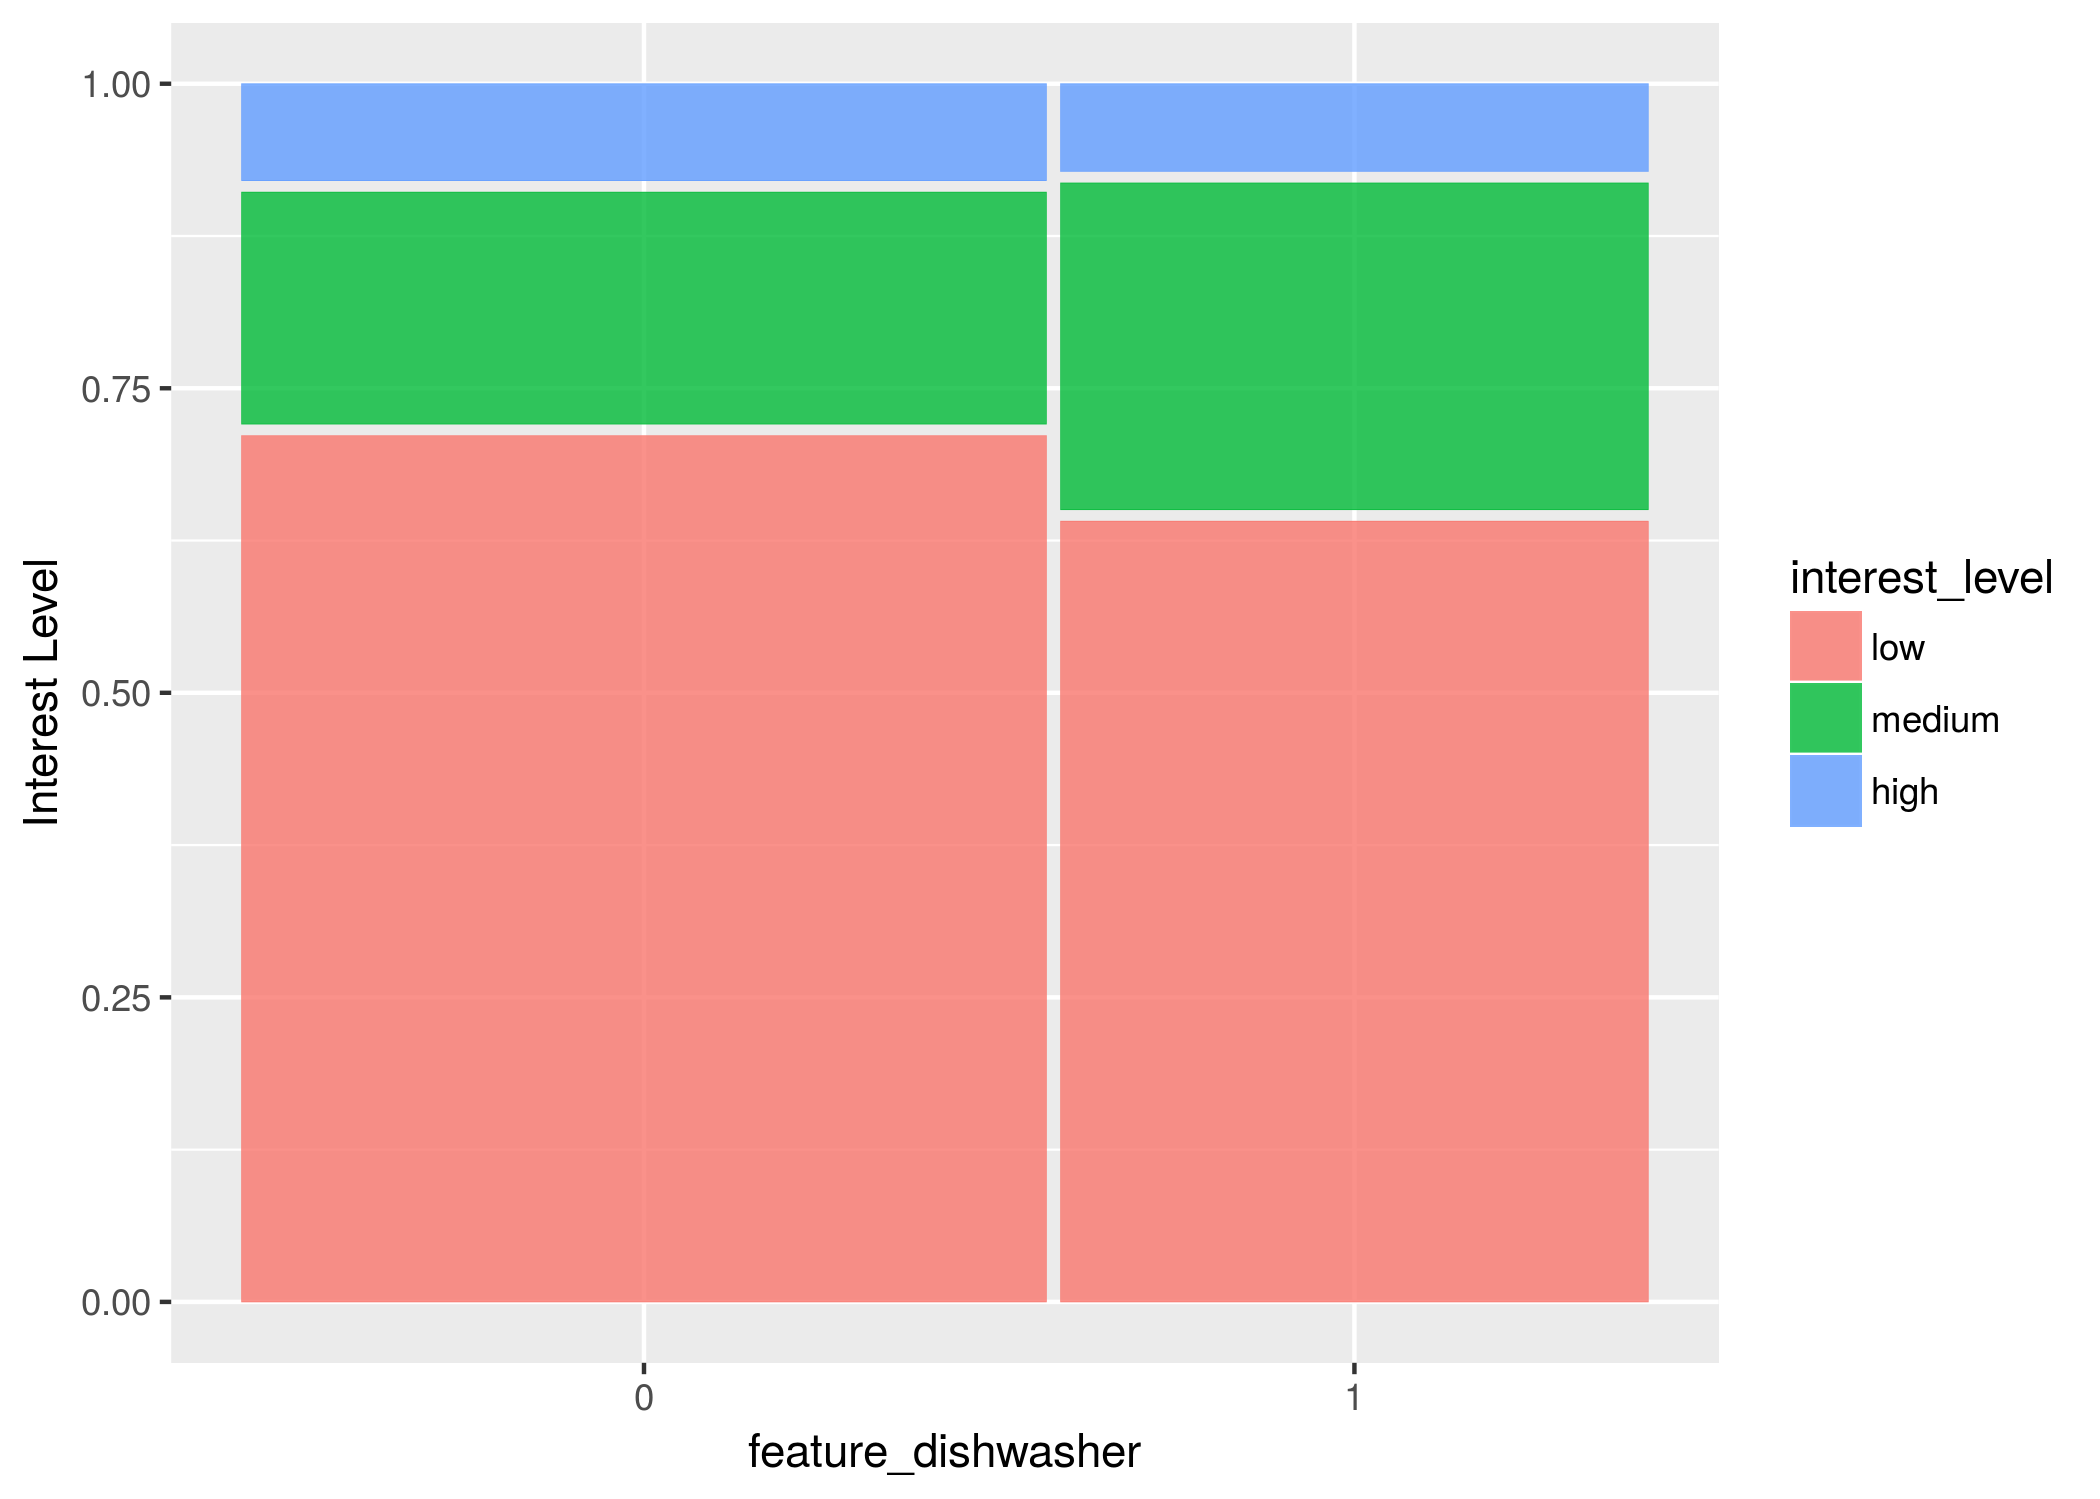 1.00
0.75
0.50
0.25
0.00
Interest Level
0
1
feature_dishwasher
interest_level
low
medium
high